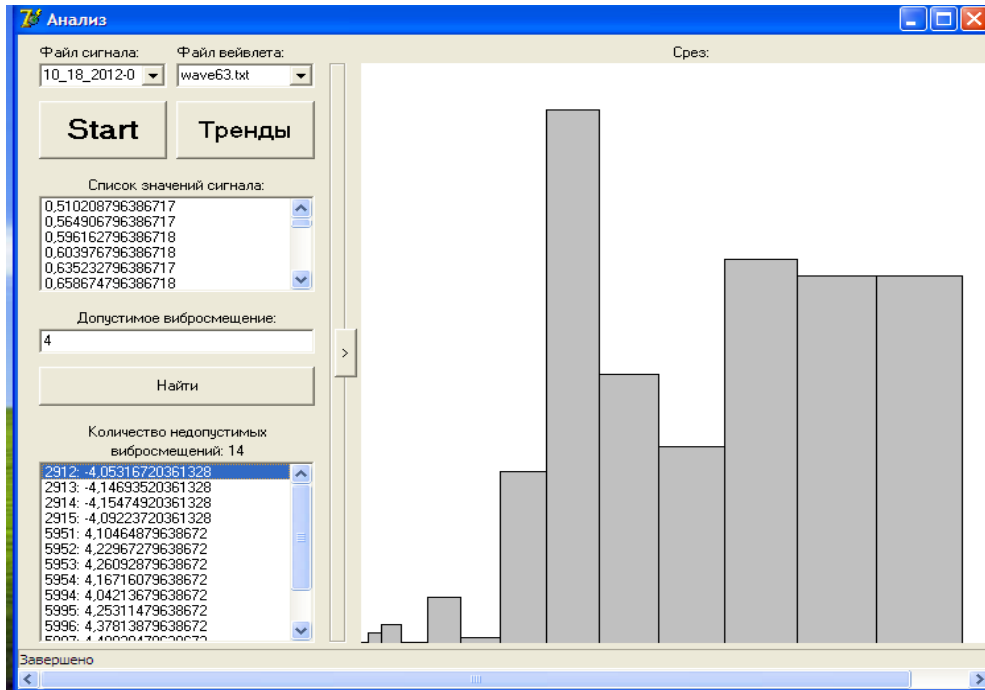 Анализ
Файл сигнала: Файл вейвлета: Срез:
10_18_2012-0 wave63.txt
Start Тренды
Список значений сигнала:
0,510208796386717
0,564906796386717
0,596162796386718
0,603976796386718
0,635232796386717
0,658674796386718
Допустимое вибросмещение:
4
>
Найти
Количество недопустимых
вибросмещений: 14
2912: -4,05316720361328
2913: -4,14693520361328
2914: -4,15474920361328
2915: -4,09223720361328
5951: 4,10464879638672
5952: 4,22967279638672
5953: 4,26092879638672
5954: 4,16716079638672
5994: 4,04213679638672
5995: 4,25311479638672
5996: 4,37813879638672
Завершено